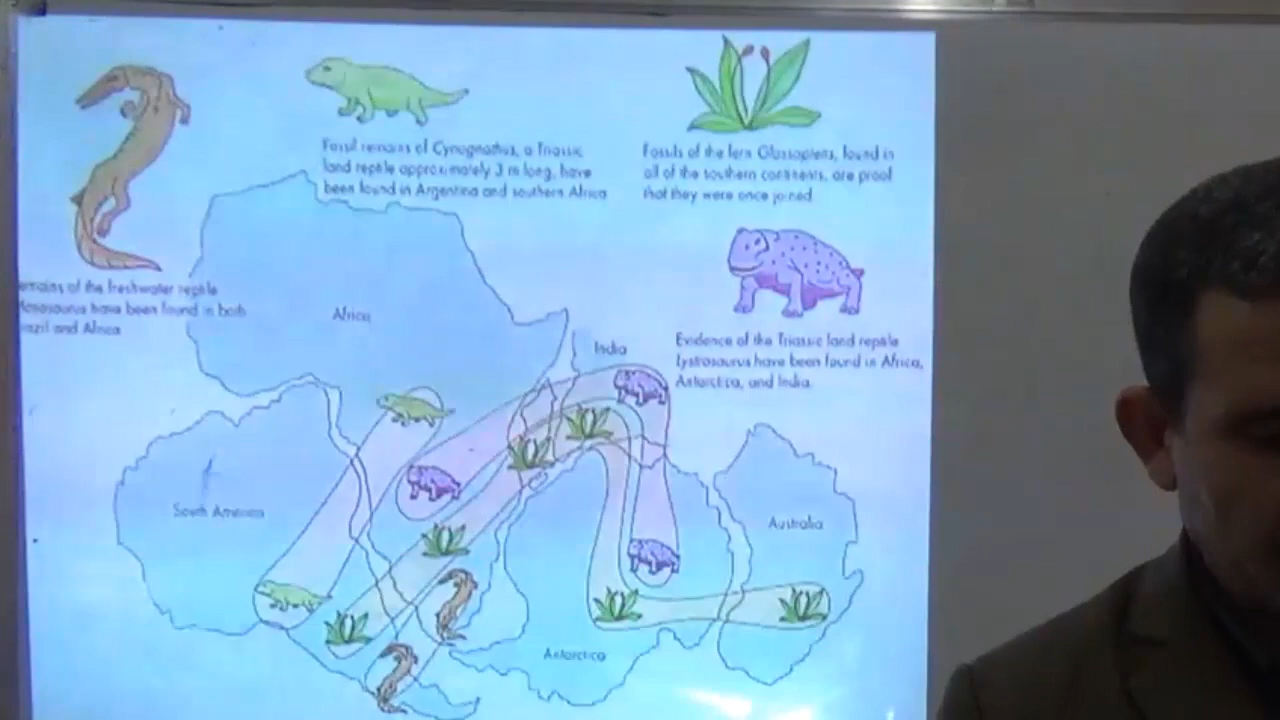 Fossil remains of Cynognathus, a Triassic
land reptile approximately 3 m long, have
been found in Argentina and southern Africa
Fossils of the fern Glossopteris, found in
all of the southern continents, are proof
that they were once joined
emains of the freshwater reptile
Mesosaurus have been found in both
razil and Africa
Evidence of the Triassic land reptile
Lystrosaurus have been found in Africa,
Antarctica, and India
Africa
India
South America
Australia
Antarctica